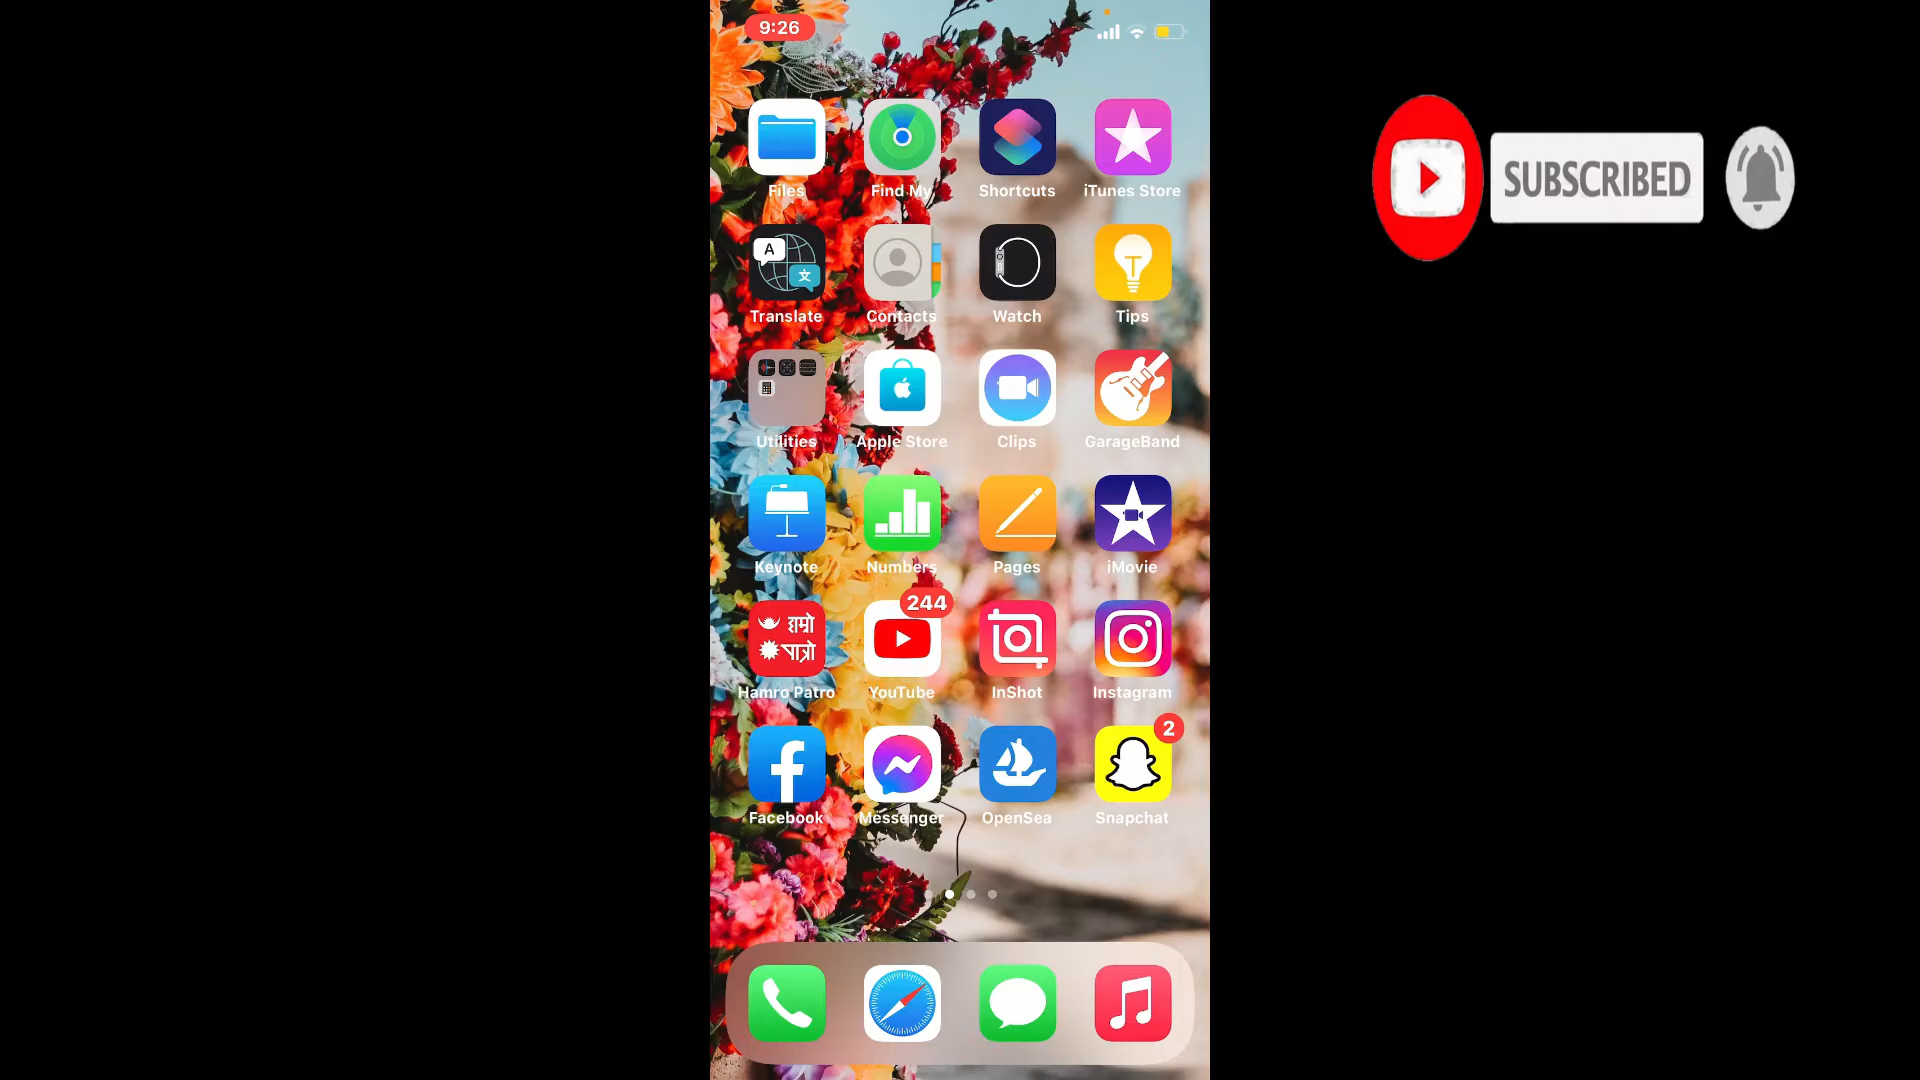 9:26
SUBSCRIBED
Files Find My Shortcuts iTunes Store
A
文
Translate Contacts Watch Tips
Utilities Apple Store Clips GarageBand
Keynote Numbers Pages iMovie
हाम्रो
पात्रो
244
Hamro Patro YouTube InShot Instagram
2
Facebook Messenger OpenSea Snapchat